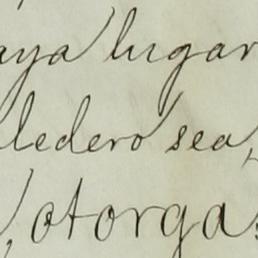 aya lugar
ledero sea,
, otorga: